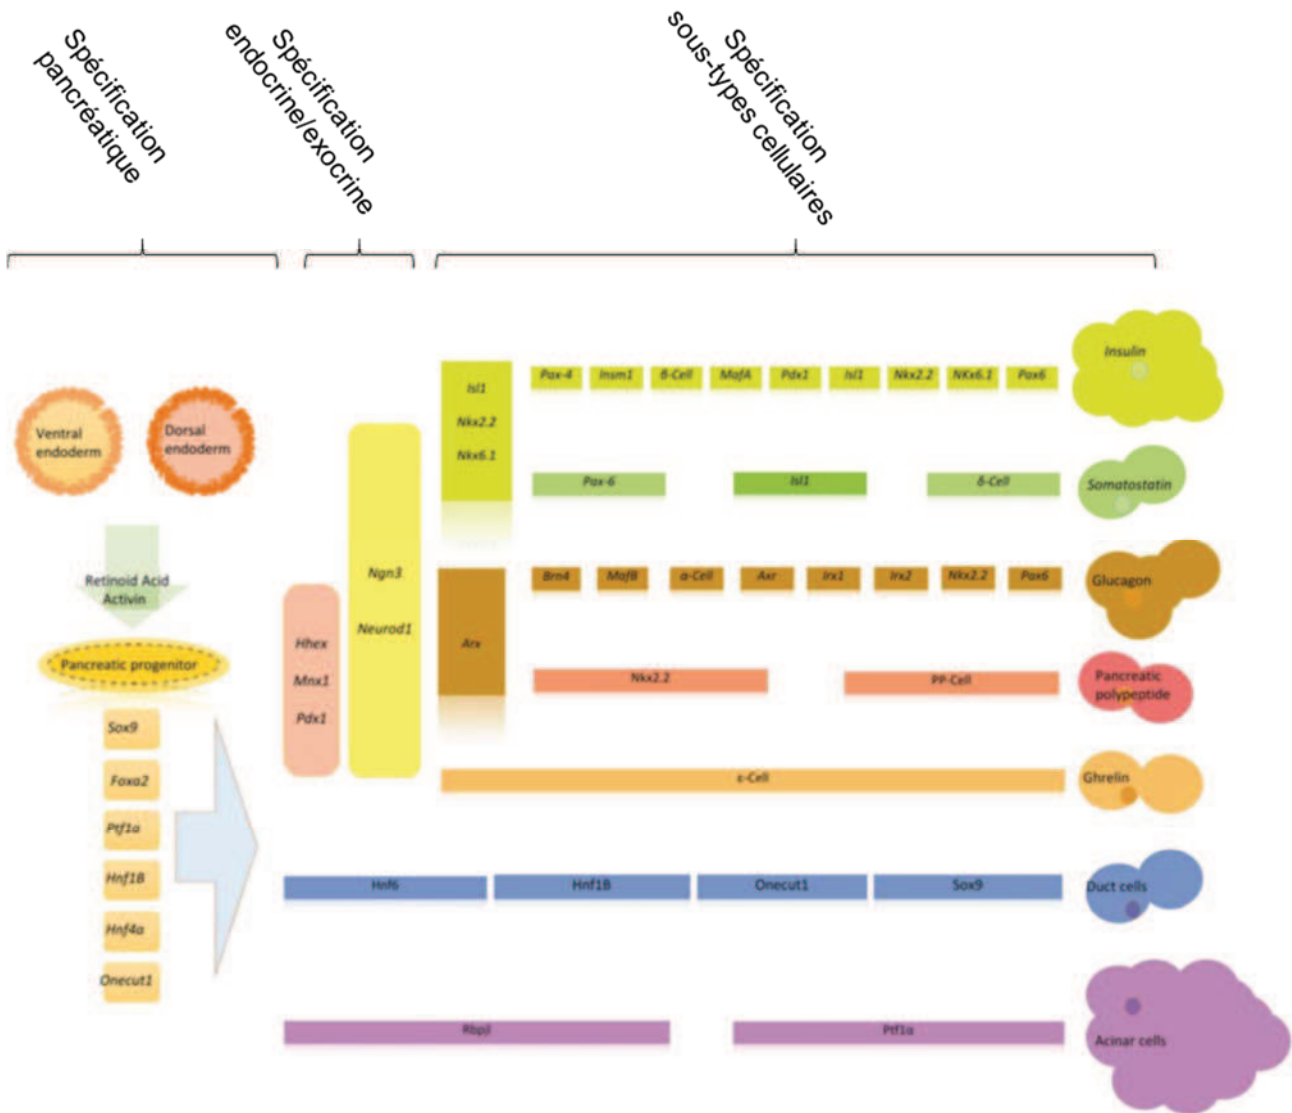 Spécification
pancréatique
Spécification
endocrine/exocrine
Spécification
sous-types cellulaires
Ventral
endoderm
Dorsal
endoderm
Retinoid Acid
Activin
Pancreatic progenitor
Sox9
Foxa2
Ptf1a
Hnf1B
Hnf4a
Onecut1
Hhex
Mnx1
Pdx1
Ngn3
Neurod1
Isl1
Nkx2.2
Nkx6.1
Pax-4
Insm1
β-Cell
MafA
Pdx1
Isl1
Nkx2.2
NKx6.1
Pax6
Insulin
Pax-6
Isl1
δ-Cell
Somatostatin
Arx
Brn4
MafB
α-Cell
Axr
Irx1
Irx2
Nkx2.2
Pax6
Glucagon
Nkx2.2
PP-Cell
Pancreatic
polypeptide
ε-Cell
Ghrelin
Hnf6
Hnf1B
Onecut1
Sox9
Duct cells
Rbpjl
Ptf1a
Acinar cells